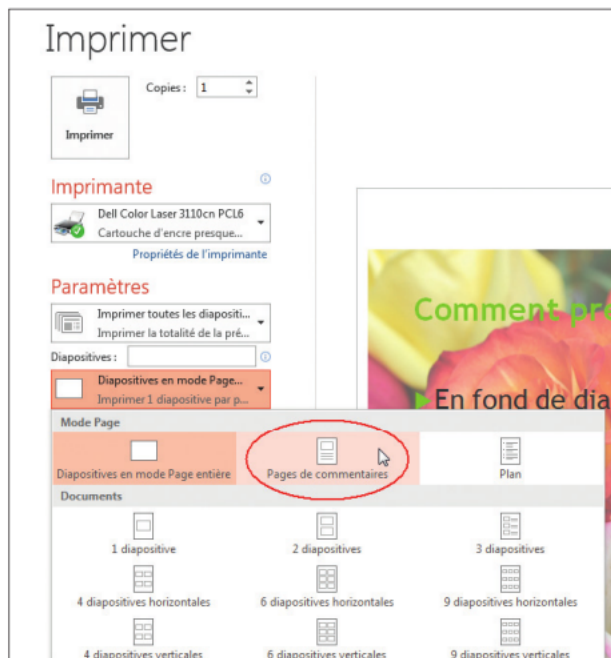 Imprimer
Copies : 1
Imprimer
Imprimante
Dell Color Laser 3110cn PCL6
Cartouche d'encre presque...
Propriétés de l'imprimante
Paramètres
Imprimer toutes les diapositi...
Imprimer la totalité de la pré...
Diapositives :
Diapositives en mode Page...
Imprimer 1 diapositive par p...
Comment pré
En fond de dia
Mode Page
Diapositives en mode Page entière
Pages de commentaires
Plan
Documents
1 diapositive
2 diapositives
3 diapositives
4 diapositives horizontales
6 diapositives horizontales
9 diapositives horizontales
4 diapositives verticales
6 diapositives verticales
9 diapositives verticales